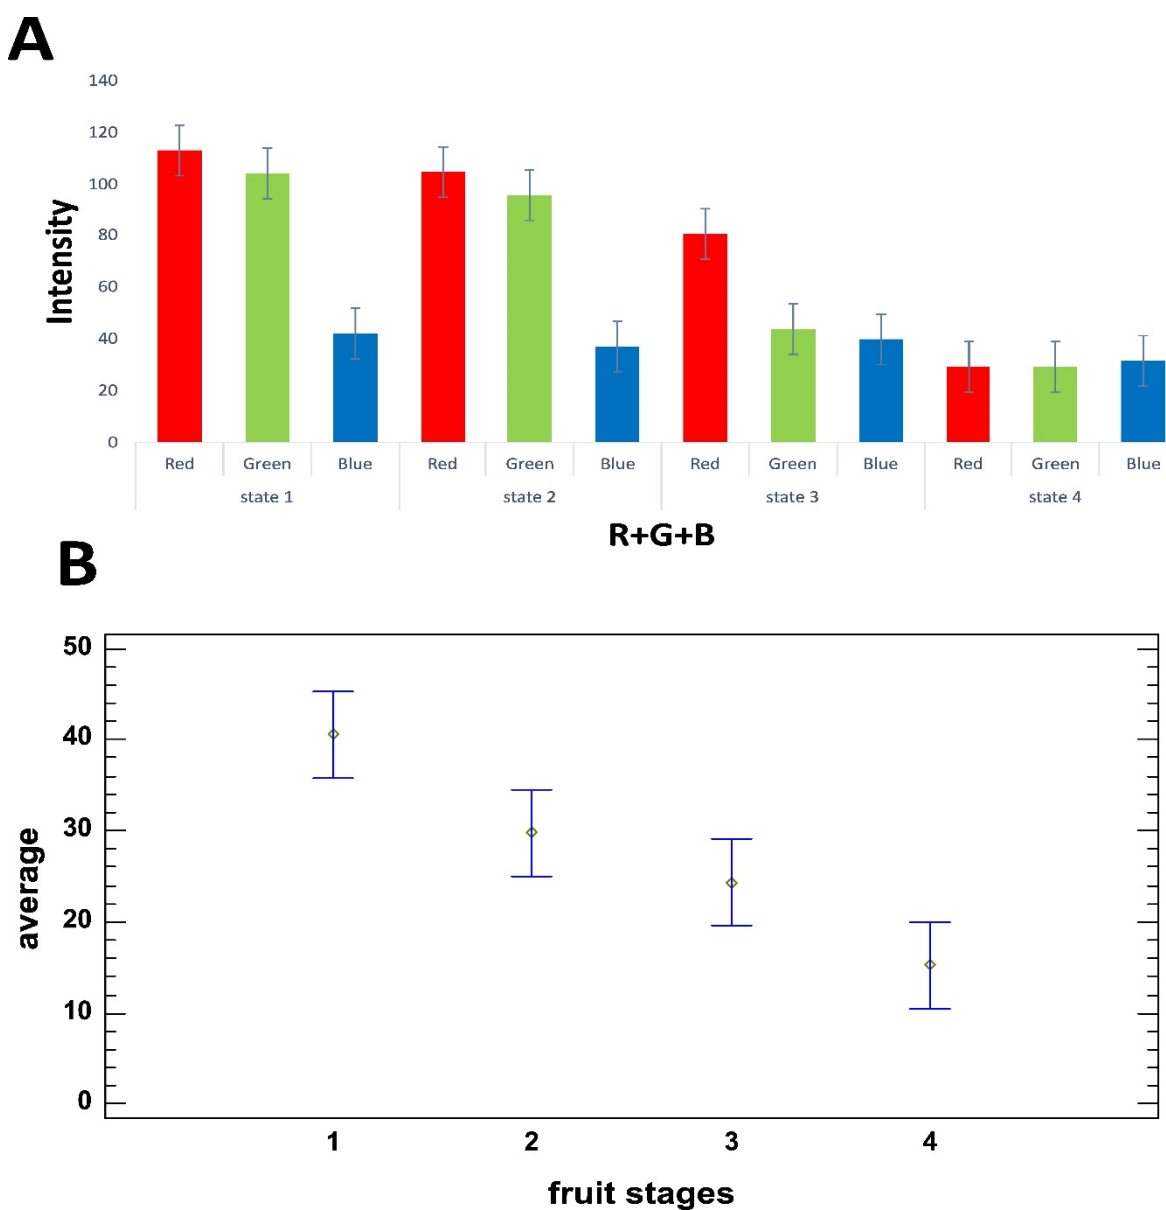 A
140
120
100
80
60
40
20
0
Intensity
Red Green Blue Red Green Blue Red Green Blue Red Green Blue
state 1 state 2 state 3 state 4
R+G+B
B
50
40
30
20
10
0
average
1 2 3 4
fruit stages